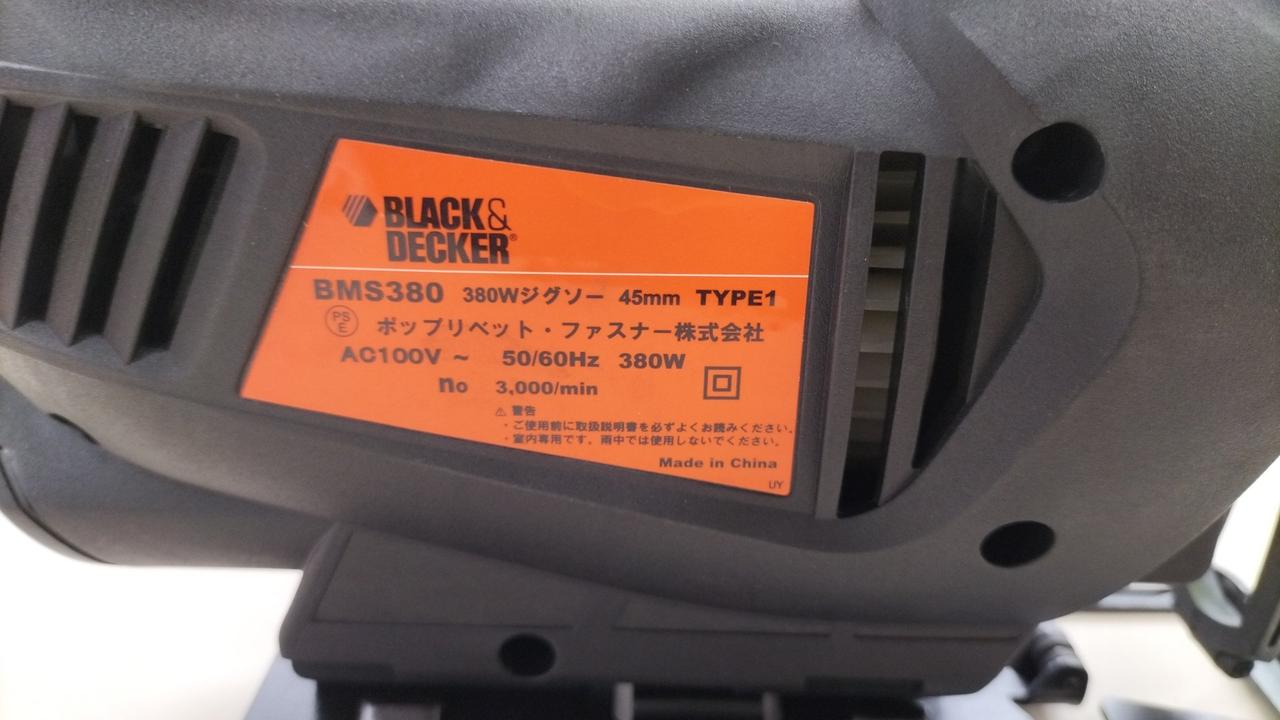 BLACK&
DECKER®
BMS380 380Wジグソー 45mm TYPE1
PS
E
ポップリベット・ファスナー株式会社
AC100V ~ 50/60Hz 380W
no 3,000/min
⚠ 警告
・ご使用前に取扱説明書を必ずよくお読みください。
・室内専用です。雨中では使用しないでください。
Made in China
UY